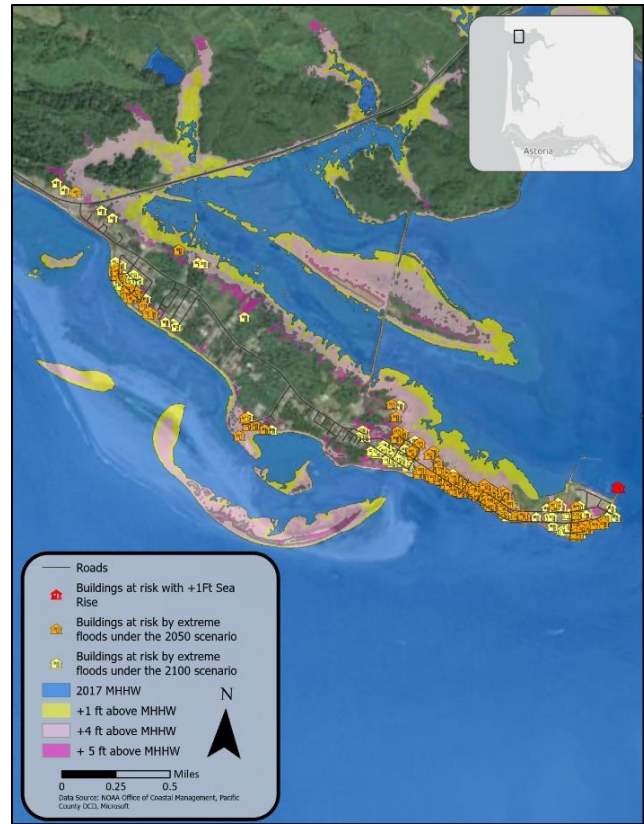 Astoria
Roads
Buildings at risk with +1Ft Sea
Rise
Buildings at risk by extreme
floods under the 2050 scenario
Buildings at risk by extreme
floods under the 2100 scenario
2017 MHHW
+1 ft above MHHW
+4 ft above MHHW
+ 5 ft above MHHW
N
Miles
0 0.25 0.5
Data Source: NOAA Office of Coastal Management, Pacific
County DCD, Microsoft